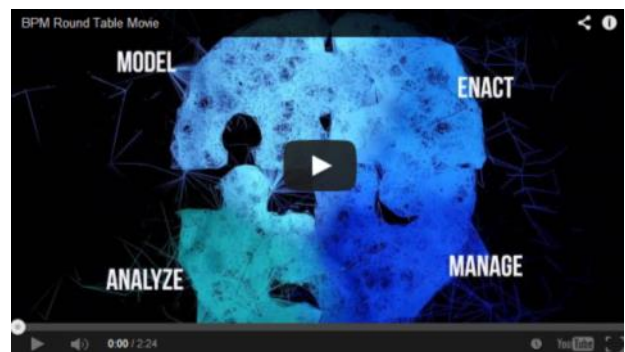 BPM Round Table Movie
MODEL
ENACT
ANALYZE
MANAGE
0:00 / 2:24
YouTube